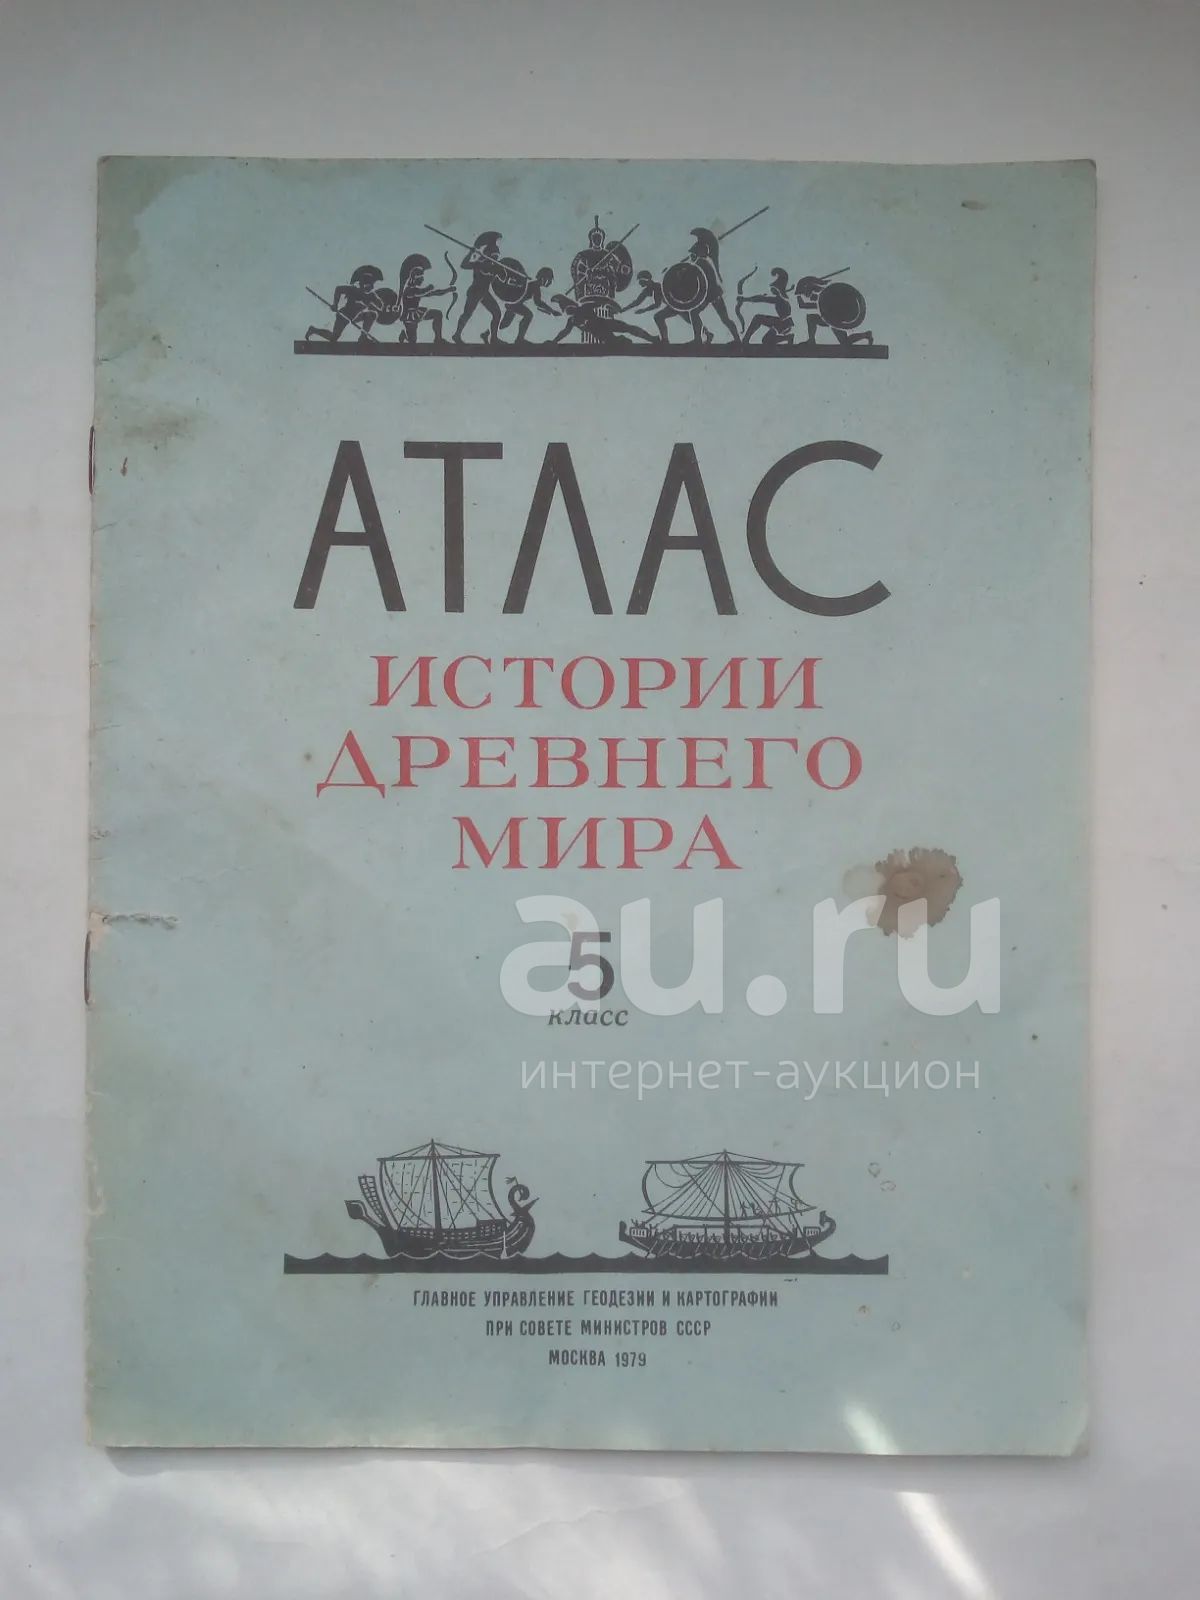 АТЛАС
ИСТОРИИ
ДРЕВНЕГО
МИРА
5
класс
au.ru
интернет-аукцион
ГЛАВНОЕ УПРАВЛЕНИЕ ГЕОДЕЗИИ И КАРТОГРАФИИ
ПРИ СОВЕТЕ МИНИСТРОВ СССР
МОСКВА 1979